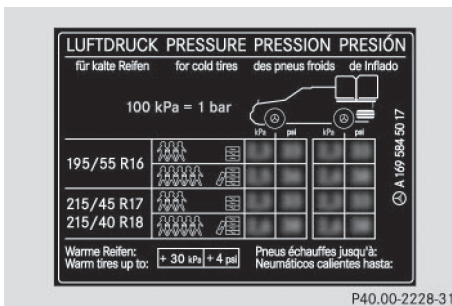 LUFTDRUCK PRESSURE PRESSION PRESIÓN
für kalte Reifen for cold tires des pneus froids de Inflado
100 kPa = 1 bar
kPa psi kPa psi
195/55 R16
215/45 R17
215/40 R18
A 169 584 50 17
Warme Reifen: + 30 kPa + 4 psi Pneus échauffes jusqu'à:
Warm tires up to: Neumáticos calientes hasta:
P40.00-2228-31